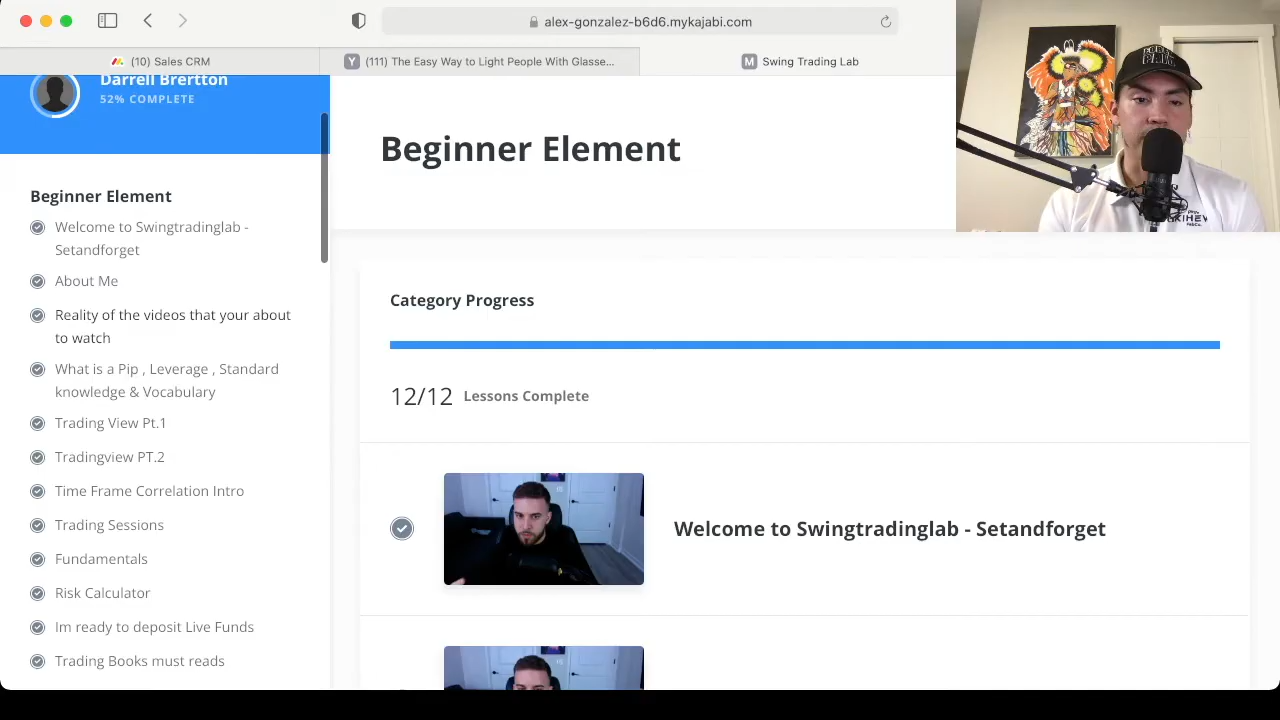 alex-gonzalez-b6d6.mykajabi.com
(10) Sales CRM
Y
(111) The Easy Way to Light People With Glasse...
M
Swing Trading Lab
Darrell Brertton
52% COMPLETE
Beginner Element
Welcome to Swingtradinglab -
Setandforget
About Me
Reality of the videos that your about
to watch
What is a Pip , Leverage , Standard
knowledge & Vocabulary
Trading View Pt.1
Tradingview PT.2
Time Frame Correlation Intro
Trading Sessions
Fundamentals
Risk Calculator
Im ready to deposit Live Funds
Trading Books must reads
Beginner Element
Category Progress
12/12 Lessons Complete
Welcome to Swingtradinglab - Setandforget